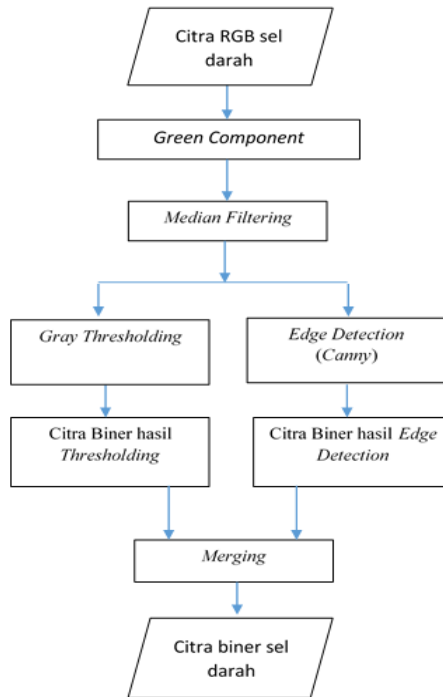 Citra RGB sel
darah
Green Component
Median Filtering
Gray Thresholding
Edge Detection
(Canny)
Citra Biner hasil
Thresholding
Citra Biner hasil Edge
Detection
Merging
Citra biner sel
darah